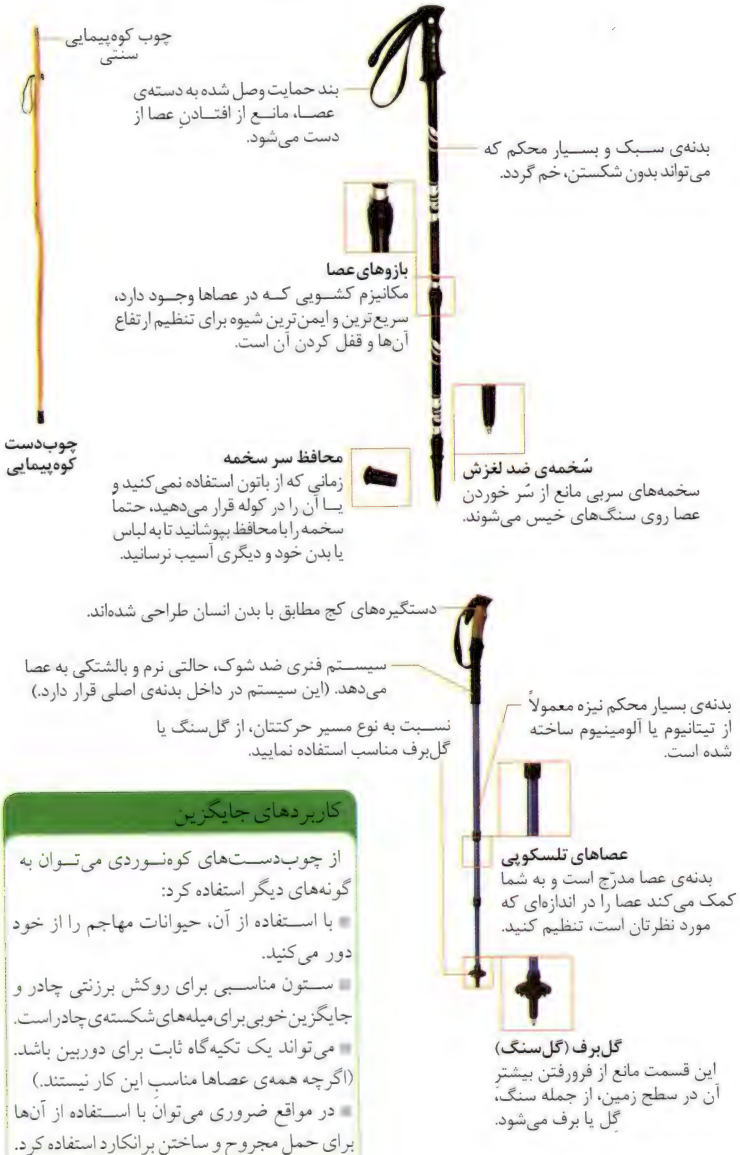 چوب کوه‌پیمایی
سنتی
بند حمایت وصل شده به دسته‌ی
عصا، مانع از افتادنِ عصا از
دست می‌شود.
بدنه‌ی سبک و بسیار محکم که
می‌تواند بدون شکستن، خم گردد.
بازوهای عصا
مکانیزم کشویی که در عصاها وجود دارد،
سریع‌ترین و ایمن‌ترین شیوه برای تنظیم ارتفاع
آن‌ها و قفل کردن آن است.
چوب‌دست
کوه‌پیمایی
محافظ سر سخمه
زمانی که از باتون استفاده نمی‌کنید و
یا آن را در کوله قرار می‌دهید، حتماً
سخمه را با محافظ بپوشانید تا به لباس
یا بدن خود و دیگری آسیب نرسانید.
سُخمه‌ی ضد لغزش
سخمه‌های سربی مانع از سُر خوردن
عصا روی سنگ‌های خیس می‌شوند.
دستگیره‌های کج مطابق با بدن انسان طراحی شده‌اند.
سیستم فنری ضد شوک، حالتی نرم و بالشتکی به عصا
می‌دهد. (این سیستم در داخل بدنه‌ی اصلی قرار دارد.)
نسبت به نوع مسیر حرکتتان، از گل‌سنگ یا
گل‌برف مناسب استفاده نمایید.
بدنه‌ی بسیار محکم نیزه معمولاً
از تیتانیوم یا آلومینیوم ساخته
شده است.
عصاهای تلسکوپی
بدنه‌ی عصا مدرّج است و به شما
کمک می‌کند عصا را در اندازه‌ای که
مورد نظرتان است، تنظیم کنید.
گل‌برف (گل‌سنگ)
این قسمت مانع از فرورفتن بیشترِ
آن در سطح زمین، از جمله سنگ،
گِل یا برف می‌شود.
کاربردهای جایگزین
از چوب‌دست‌های کوه‌نوردی می‌توان به
گونه‌های دیگر استفاده کرد:
■ با استفاده از آن، حیوانات مهاجم را از خود
دور می‌کنید.
■ ستون مناسبی برای روکش برزنتی چادر و
جایگزین خوبی برای میله‌های شکسته‌ی چادر است.
■ می‌تواند یک تکیه‌گاه ثابت برای دوربین باشد.
(اگرچه همه‌ی عصاها مناسبِ این کار نیستند.)
■ در مواقع ضروری می‌توان با استفاده از آن‌ها
برای حمل مجروح و ساختن برانکارد استفاده کرد.